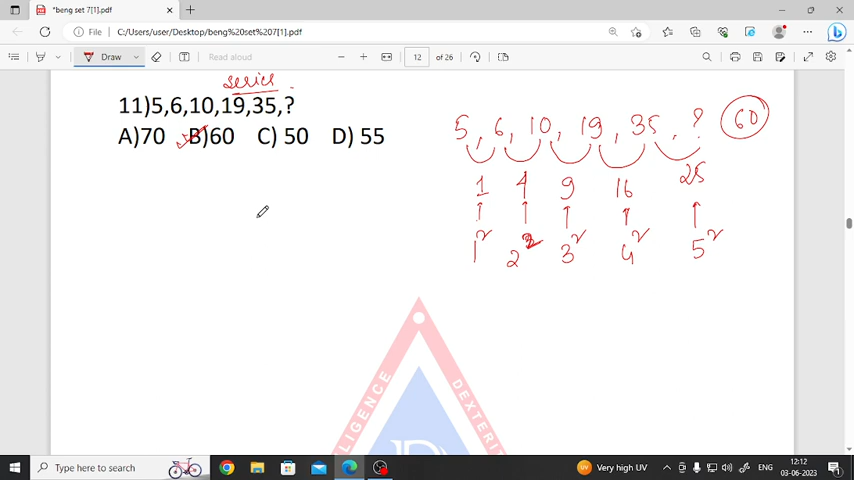 *beng set 7[1].pdf
File
C:/Users/user/Desktop/beng%20set%207[1].pdf
Draw
Read aloud
12 of 26
series
11)5,6,10,19,35,?
A)70 B)60 C) 50 D) 55
5, 6, 10, 19, 35, ? 60
1 4 9 16 25
1² 2² 3² 4² 5²
LIGENCE
DEXTERITY
Type here to search
Very high UV
ENG
12:12
03-06-2023